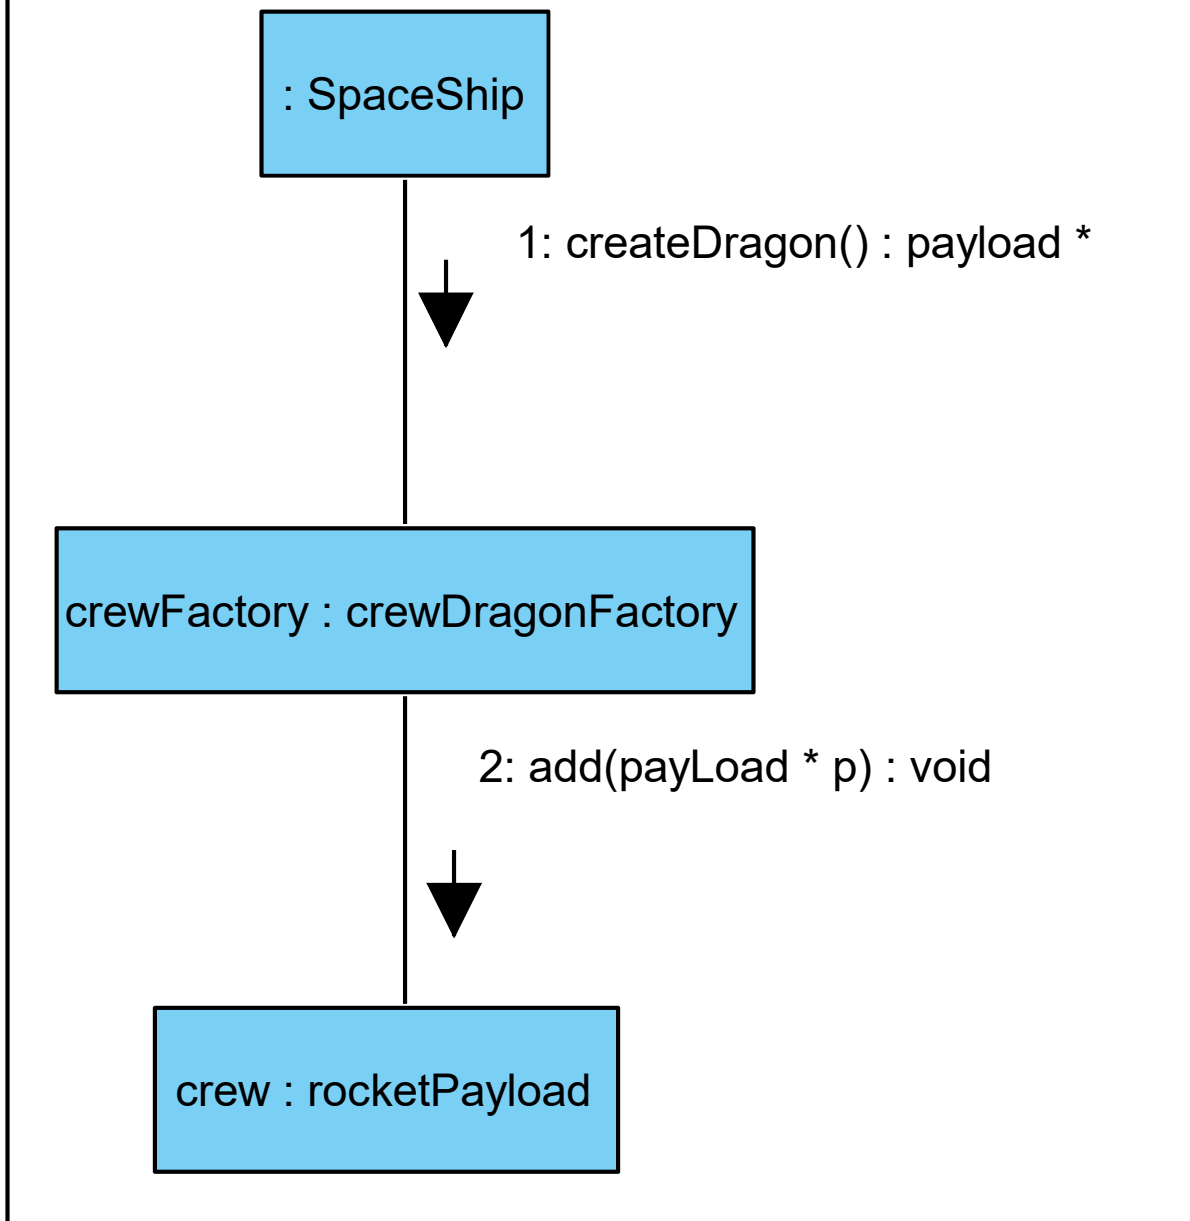 : SpaceShip
1: createDragon() : payload *
crewFactory : crewDragonFactory
2: add(payLoad * p) : void
crew : rocketPayload